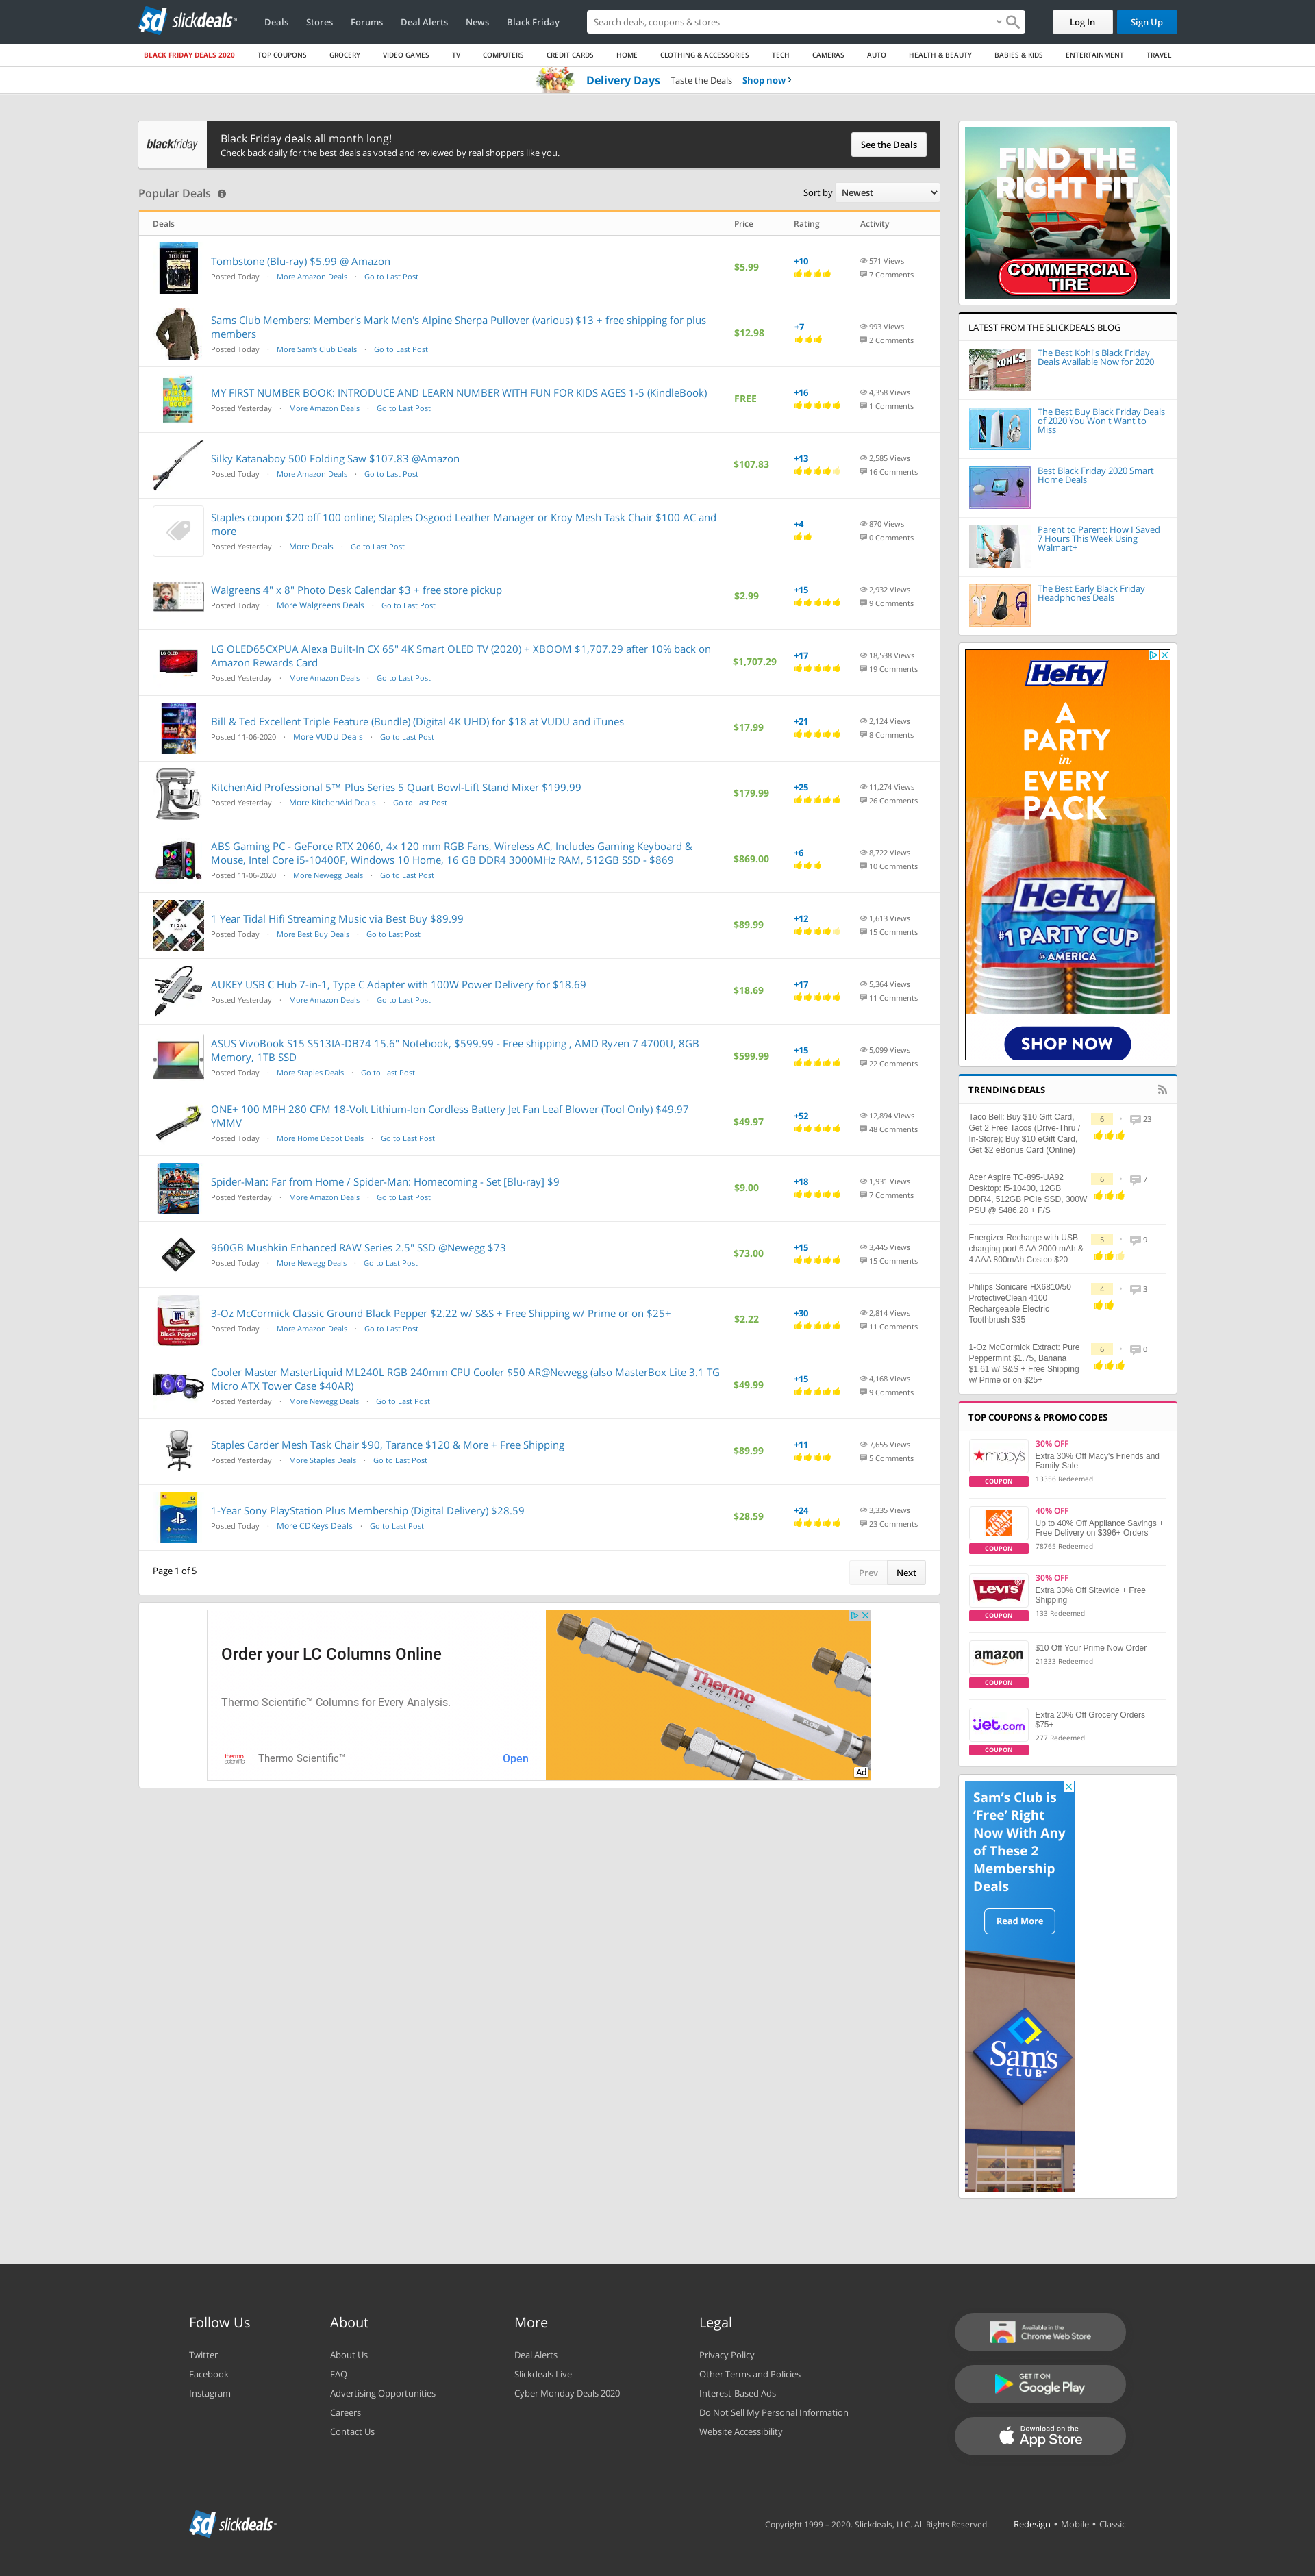 slickdeals
Deals
Stores
Forums
Deal Alerts
News
Black Friday
Search deals, coupons & stores
Log In
Sign Up
BLACK FRIDAY DEALS 2020
TOP COUPONS
GROCERY
VIDEO GAMES
TV
COMPUTERS
CREDIT CARDS
HOME
CLOTHING & ACCESSORIES
TECH
CAMERAS
AUTO
HEALTH & BEAUTY
BABIES & KIDS
ENTERTAINMENT
TRAVEL
Delivery Days Taste the Deals Shop now
blackfriday
Black Friday deals all month long!
Check back daily for the best deals as voted and reviewed by real shoppers like you.
See the Deals
Popular Deals
Sort by Newest
Deals Price Rating Activity
Tombstone (Blu-ray) $5.99 @ Amazon
Posted Today · More Amazon Deals · Go to Last Post
$5.99
+10
571 Views
7 Comments
Sams Club Members: Member's Mark Men's Alpine Sherpa Pullover (various) $13 + free shipping for plus
members
Posted Today · More Sam's Club Deals · Go to Last Post
$12.98
+7
993 Views
2 Comments
MY FIRST NUMBER BOOK: INTRODUCE AND LEARN NUMBER WITH FUN FOR KIDS AGES 1-5 (KindleBook)
Posted Yesterday · More Amazon Deals · Go to Last Post
FREE
+16
4,358 Views
1 Comments
Silky Katanaboy 500 Folding Saw $107.83 @Amazon
Posted Today · More Amazon Deals · Go to Last Post
$107.83
+13
2,585 Views
16 Comments
Staples coupon $20 off 100 online; Staples Osgood Leather Manager or Kroy Mesh Task Chair $100 AC and
more
Posted Yesterday · More Deals · Go to Last Post
+4
870 Views
0 Comments
Walgreens 4" x 8" Photo Desk Calendar $3 + free store pickup
Posted Today · More Walgreens Deals · Go to Last Post
$2.99
+15
2,932 Views
9 Comments
LG OLED65CXPUA Alexa Built-In CX 65" 4K Smart OLED TV (2020) + XBOOM $1,707.29 after 10% back on
Amazon Rewards Card
Posted Yesterday · More Amazon Deals · Go to Last Post
$1,707.29
+17
18,538 Views
19 Comments
Bill & Ted Excellent Triple Feature (Bundle) (Digital 4K UHD) for $18 at VUDU and iTunes
Posted 11-06-2020 · More VUDU Deals · Go to Last Post
$17.99
+21
2,124 Views
8 Comments
KitchenAid Professional 5™ Plus Series 5 Quart Bowl-Lift Stand Mixer $199.99
Posted Yesterday · More KitchenAid Deals · Go to Last Post
$179.99
+25
11,274 Views
26 Comments
ABS Gaming PC - GeForce RTX 2060, 4x 120 mm RGB Fans, Wireless AC, Includes Gaming Keyboard &
Mouse, Intel Core i5-10400F, Windows 10 Home, 16 GB DDR4 3000MHz RAM, 512GB SSD - $869
Posted 11-06-2020 · More Newegg Deals · Go to Last Post
$869.00
+6
8,722 Views
10 Comments
1 Year Tidal Hifi Streaming Music via Best Buy $89.99
Posted Today · More Best Buy Deals · Go to Last Post
$89.99
+12
1,613 Views
15 Comments
AUKEY USB C Hub 7-in-1, Type C Adapter with 100W Power Delivery for $18.69
Posted Yesterday · More Amazon Deals · Go to Last Post
$18.69
+17
5,364 Views
11 Comments
ASUS VivoBook S15 S513IA-DB74 15.6" Notebook, $599.99 - Free shipping , AMD Ryzen 7 4700U, 8GB
Memory, 1TB SSD
Posted Today · More Staples Deals · Go to Last Post
$599.99
+15
5,099 Views
22 Comments
ONE+ 100 MPH 280 CFM 18-Volt Lithium-Ion Cordless Battery Jet Fan Leaf Blower (Tool Only) $49.97
YMMV
Posted Today · More Home Depot Deals · Go to Last Post
$49.97
+52
12,894 Views
48 Comments
Spider-Man: Far from Home / Spider-Man: Homecoming - Set [Blu-ray] $9
Posted Yesterday · More Amazon Deals · Go to Last Post
$9.00
+18
1,931 Views
7 Comments
960GB Mushkin Enhanced RAW Series 2.5" SSD @Newegg $73
Posted Today · More Newegg Deals · Go to Last Post
$73.00
+15
3,445 Views
15 Comments
3-Oz McCormick Classic Ground Black Pepper $2.22 w/ S&S + Free Shipping w/ Prime or on $25+
Posted Today · More Amazon Deals · Go to Last Post
$2.22
+30
2,814 Views
11 Comments
Cooler Master MasterLiquid ML240L RGB 240mm CPU Cooler $50 AR@Newegg (also MasterBox Lite 3.1 TG
Micro ATX Tower Case $40AR)
Posted Yesterday · More Newegg Deals · Go to Last Post
$49.99
+15
4,168 Views
9 Comments
Staples Carder Mesh Task Chair $90, Tarance $120 & More + Free Shipping
Posted Yesterday · More Staples Deals · Go to Last Post
$89.99
+11
7,655 Views
5 Comments
1-Year Sony PlayStation Plus Membership (Digital Delivery) $28.59
Posted Today · More CDKeys Deals · Go to Last Post
$28.59
+24
3,335 Views
23 Comments
Page 1 of 5
Prev Next
Order your LC Columns Online
Thermo Scientific™ Columns for Every Analysis.
thermo
scientific
Thermo Scientific™
Open
Thermo
SCIENTIFIC
FLOW
Ad
FIND THE
RIGHT FIT
COMMERCIAL
TIRE
LATEST FROM THE SLICKDEALS BLOG
KOHL'S
The Best Kohl's Black Friday
Deals Available Now for 2020
The Best Buy Black Friday Deals
of 2020 You Won't Want to
Miss
Best Black Friday 2020 Smart
Home Deals
Parent to Parent: How I Saved
7 Hours This Week Using
Walmart+
The Best Early Black Friday
Headphones Deals
Hefty
A
PARTY
in
EVERY
PACK
Hefty
#1 PARTY CUP
in AMERICA
SHOP NOW
TRENDING DEALS
Taco Bell: Buy $10 Gift Card,
Get 2 Free Tacos (Drive-Thru /
In-Store); Buy $10 eGift Card,
Get $2 eBonus Card (Online)
6 • 23
Acer Aspire TC-895-UA92
Desktop: i5-10400, 12GB
DDR4, 512GB PCIe SSD, 300W
PSU @ $486.28 + F/S
6 • 7
Energizer Recharge with USB
charging port 6 AA 2000 mAh &
4 AAA 800mAh Costco $20
5 • 9
Philips Sonicare HX6810/50
ProtectiveClean 4100
Rechargeable Electric
Toothbrush $35
4 • 3
1-Oz McCormick Extract: Pure
Peppermint $1.75, Banana
$1.61 w/ S&S + Free Shipping
w/ Prime or on $25+
6 • 0
TOP COUPONS & PROMO CODES
macy's
COUPON
30% OFF
Extra 30% Off Macy's Friends and
Family Sale
13356 Redeemed
COUPON
40% OFF
Up to 40% Off Appliance Savings +
Free Delivery on $396+ Orders
78765 Redeemed
LEVI'S
COUPON
30% OFF
Extra 30% Off Sitewide + Free
Shipping
133 Redeemed
amazon
COUPON
$10 Off Your Prime Now Order
21333 Redeemed
jet.com
COUPON
Extra 20% Off Grocery Orders
$75+
277 Redeemed
Sam's Club is
‘Free’ Right
Now With Any
of These 2
Membership
Deals
Read More
Sam's
CLUB
Follow Us
Twitter
Facebook
Instagram
About
About Us
FAQ
Advertising Opportunities
Careers
Contact Us
More
Deal Alerts
Slickdeals Live
Cyber Monday Deals 2020
Legal
Privacy Policy
Other Terms and Policies
Interest-Based Ads
Do Not Sell My Personal Information
Website Accessibility
Available in the
Chrome Web Store
GET IT ON
Google Play
Download on the
App Store
slickdeals
Copyright 1999 – 2020. Slickdeals, LLC. All Rights Reserved.
Redesign • Mobile • Classic